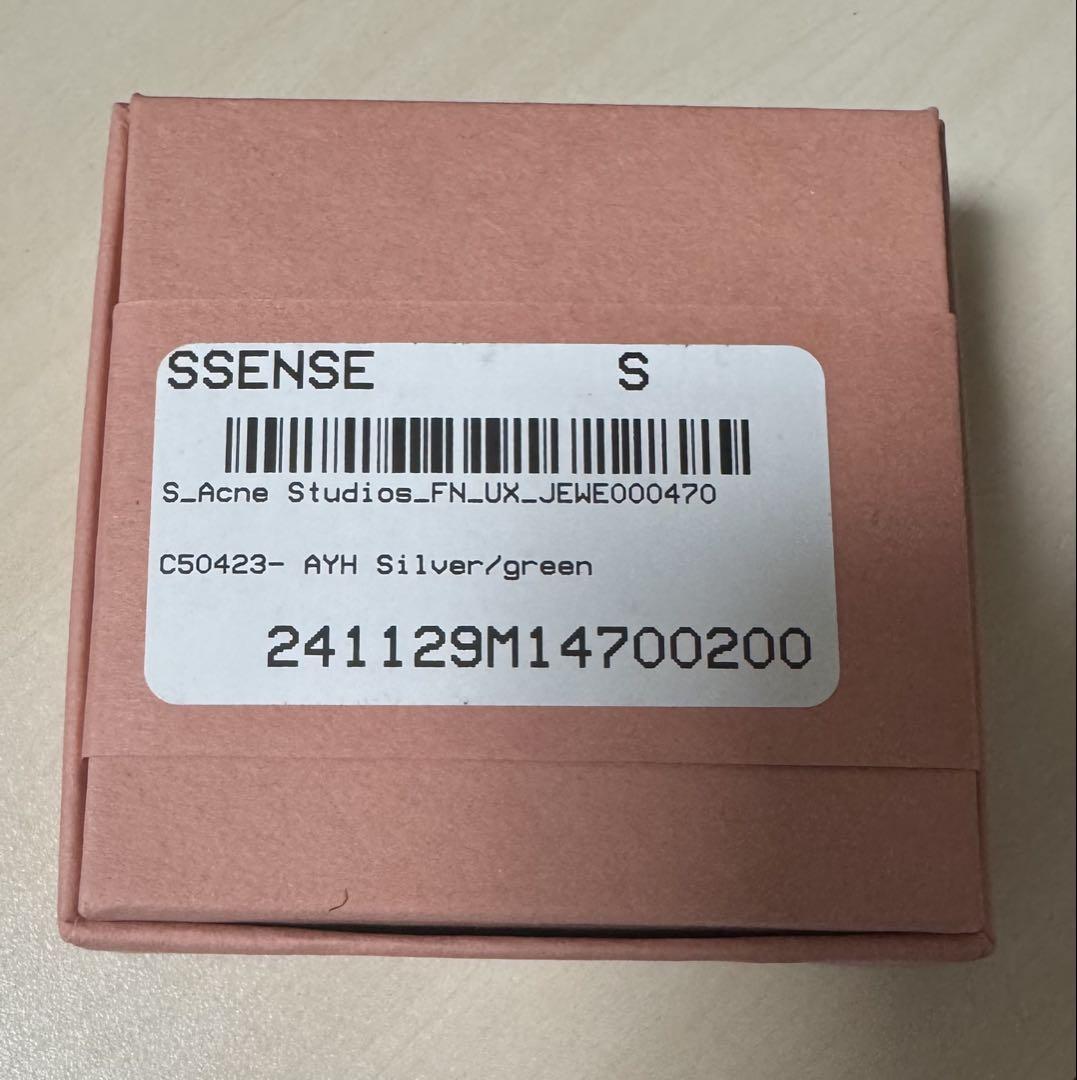 SSENSE S
S_Acne Studios_FN_UX_JEWE000470
C50423- AYH Silver/green
241129M14700200